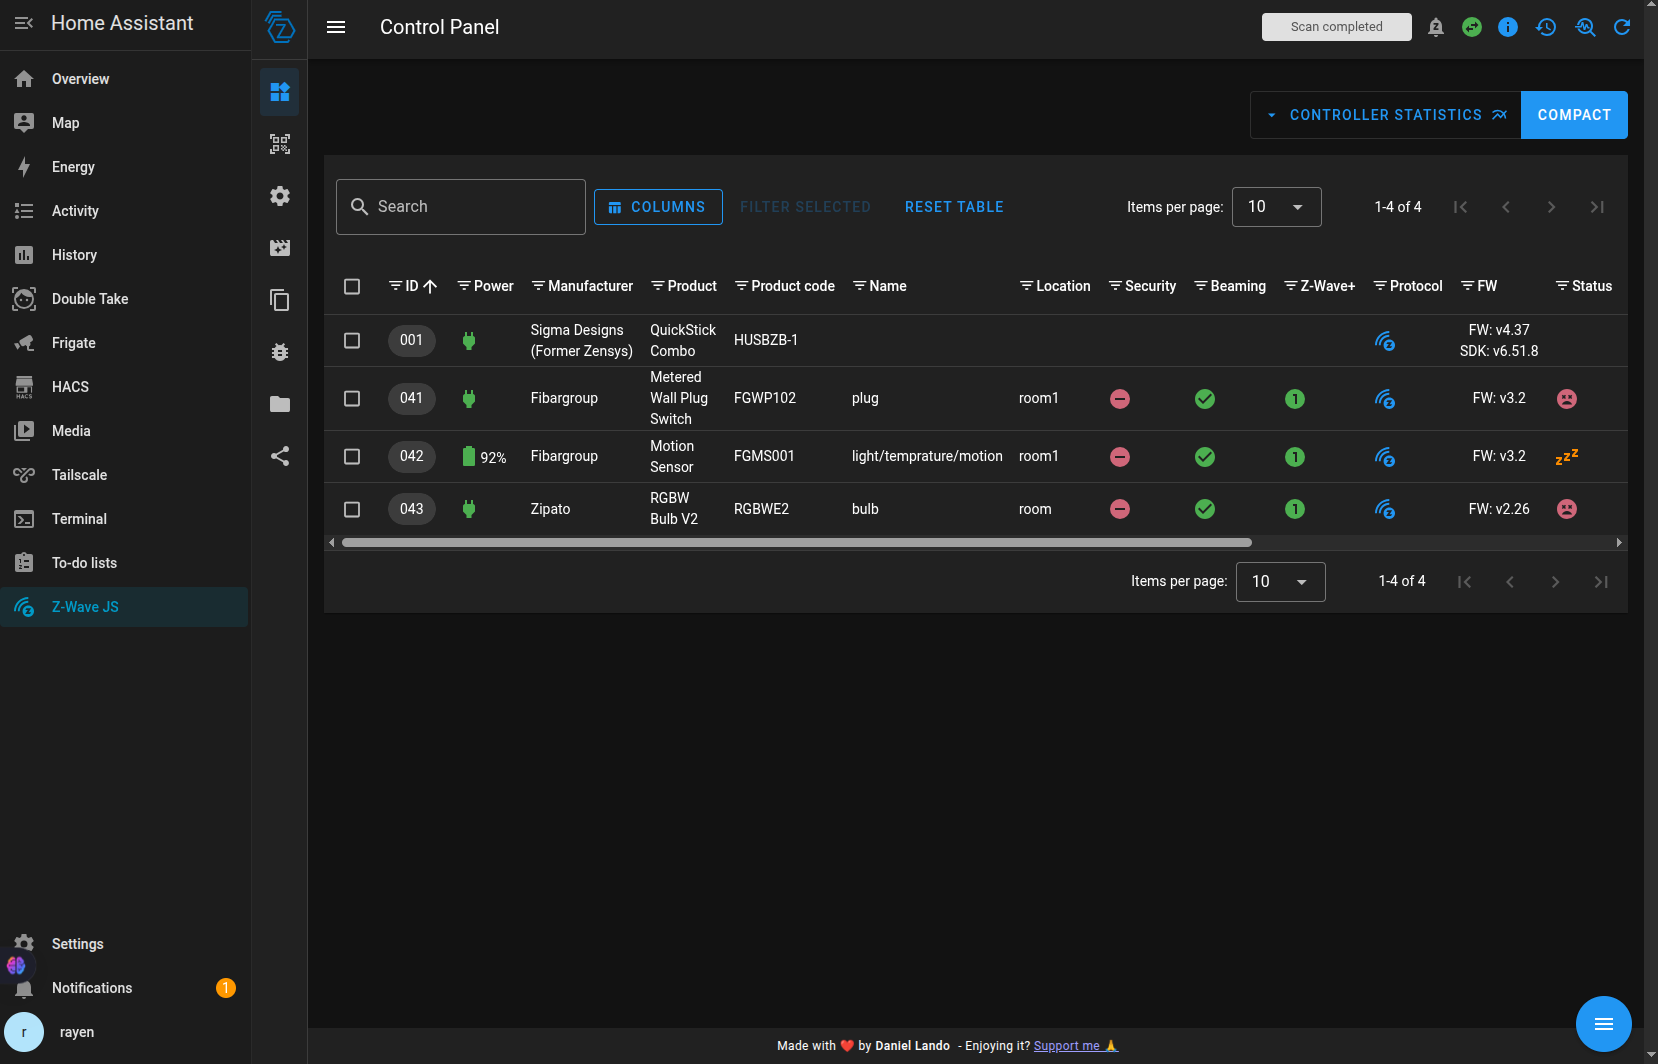 Home Assistant
Overview
Map
Energy
Activity
History
Double Take
Frigate
HACS
HACS
Media
Tailscale
Terminal
To-do lists
Z-Wave JS
Settings
Notifications
1
r
rayen
Control Panel
Scan completed
CONTROLLER STATISTICS
COMPACT
Search
COLUMNS
FILTER SELECTED
RESET TABLE
Items per page:
10
1-4 of 4
ID Power Manufacturer Product Product code Name Location Security Beaming Z-Wave+ Protocol FW Status
001
Sigma Designs
(Former Zensys)
QuickStick
Combo
HUSBZB-1
FW: v4.37
SDK: v6.51.8
041
Fibargroup
Metered
Wall Plug
Switch
FGWP102
plug
room1
1
FW: v3.2
042
92%
Fibargroup
Motion
Sensor
FGMS001
light/temprature/motion
room1
1
FW: v3.2
zzz
043
Zipato
RGBW
Bulb V2
RGBWE2
bulb
room
1
FW: v2.26
Items per page:
10
1-4 of 4
Made with ❤️ by Daniel Lando - Enjoying it? Support me 🙏